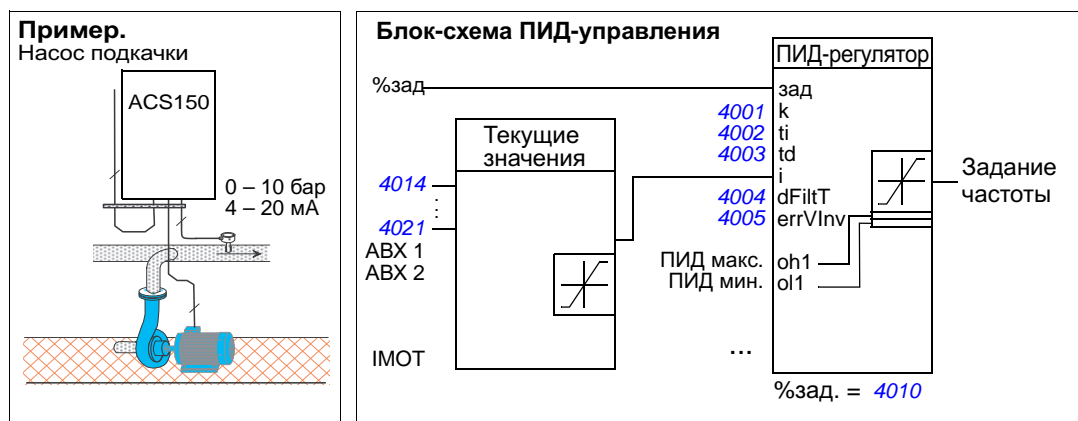 Пример.
Насос подкачки
ACS150
0 – 10 бар
4 – 20 мА
Блок-схема ПИД-управления
%зад
Текущие
значения
4014
4021
АВХ 1
АВХ 2
IMOT
ПИД-регулятор
зад
4001 k
4002 ti
4003 td
i
4004 dFiltT
4005 errVInv
ПИД макс. oh1
ПИД мин. ol1
...
Задание
частоты
%зад. = 4010